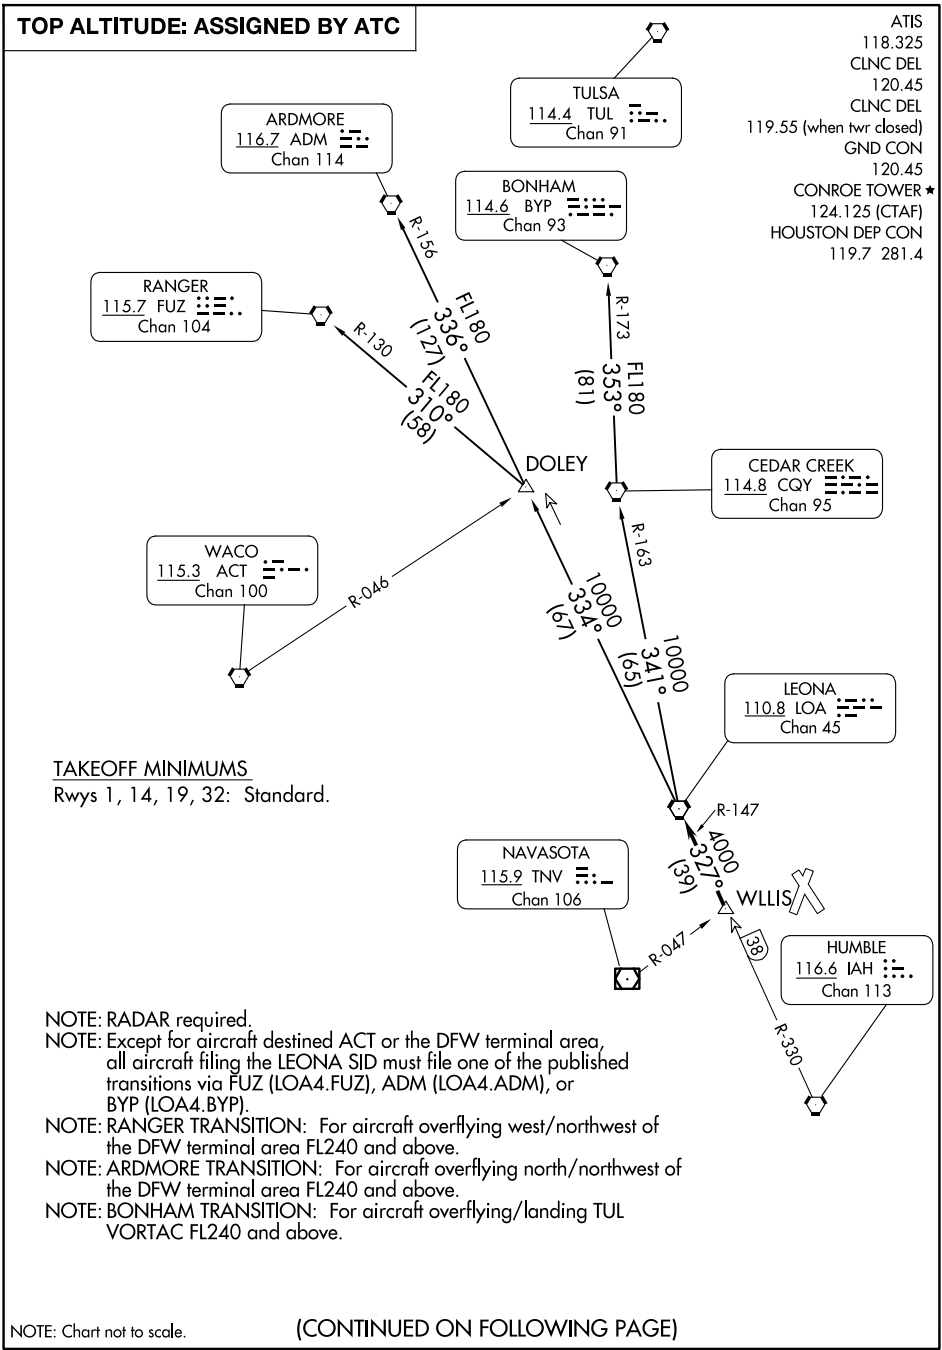 TOP ALTITUDE: ASSIGNED BY ATC
ATIS
118.325
CLNC DEL
120.45
CLNC DEL
119.55 (when twr closed)
GND CON
120.45
CONROE TOWER ★
124.125 (CTAF)
HOUSTON DEP CON
119.7 281.4
TULSA
114.4 TUL
Chan 91
ARDMORE
116.7 ADM
Chan 114
BONHAM
114.6 BYP
Chan 93
RANGER
115.7 FUZ
Chan 104
R-156
R-130
R-173
FL180
336°
(127)
FL180
310°
(58)
FL180
353°
(81)
DOLEY
CEDAR CREEK
114.8 CQY
Chan 95
WACO
115.3 ACT
Chan 100
R-046
R-163
10000
334°
(67)
10000
341°
(65)
LEONA
110.8 LOA
Chan 45
TAKEOFF MINIMUMS
Rwys 1, 14, 19, 32: Standard.
R-147
4000
327°
(39)
NAVASOTA
115.9 TNV
Chan 106
WLLIS
R-047
38
HUMBLE
116.6 IAH
Chan 113
R-330
NOTE: RADAR required.
NOTE: Except for aircraft destined ACT or the DFW terminal area,
all aircraft filing the LEONA SID must file one of the published
transitions via FUZ (LOA4.FUZ), ADM (LOA4.ADM), or
BYP (LOA4.BYP).
NOTE: RANGER TRANSITION: For aircraft overflying west/northwest of
the DFW terminal area FL240 and above.
NOTE: ARDMORE TRANSITION: For aircraft overflying north/northwest of
the DFW terminal area FL240 and above.
NOTE: BONHAM TRANSITION: For aircraft overflying/landing TUL
VORTAC FL240 and above.
NOTE: Chart not to scale.
(CONTINUED ON FOLLOWING PAGE)